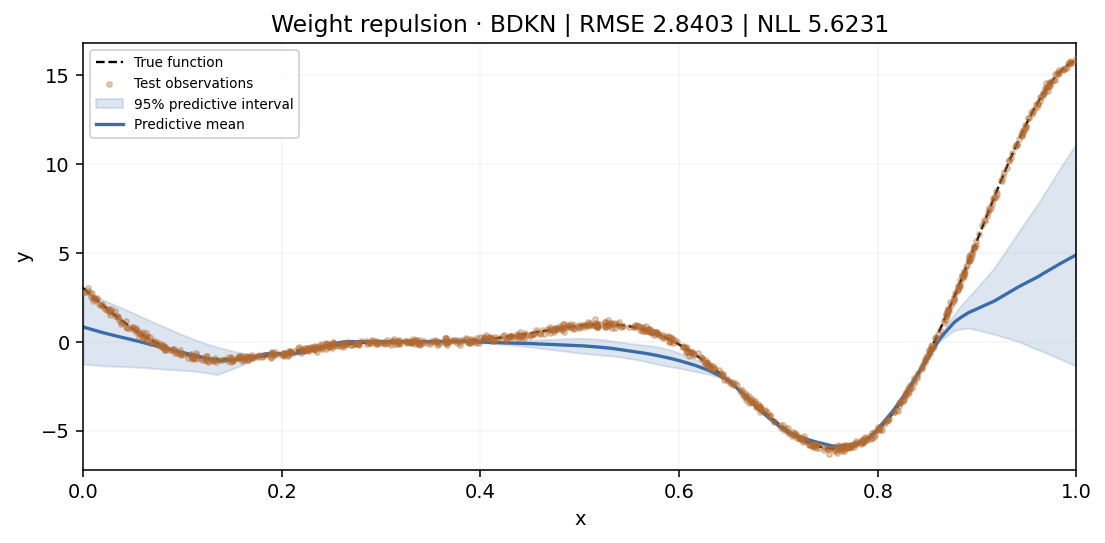 Weight repulsion · BDKN | RMSE 2.8403 | NLL 5.6231
True function
Test observations
95% predictive interval
Predictive mean
15
10
5
0
−5
y
0.0 0.2 0.4 0.6 0.8 1.0
x